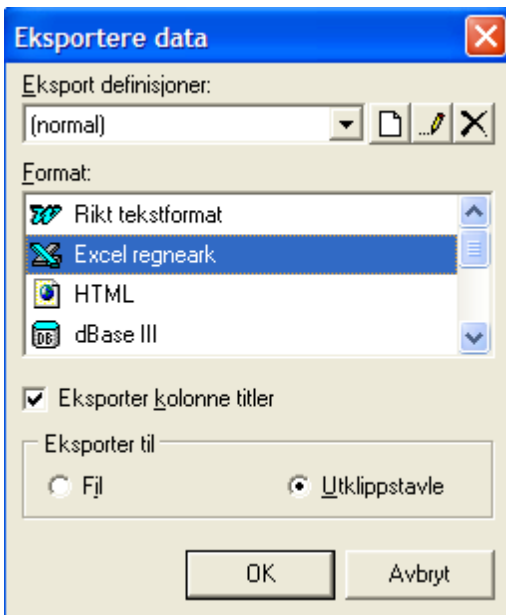 Eksportere data
Eksport definisjoner:
(normal)
Format:
Rikt tekstformat
Excel regneark
HTML
dBase III
Eksporter kolonne titler
Eksporter til
Fil
Utklippstavle
OK
Avbryt